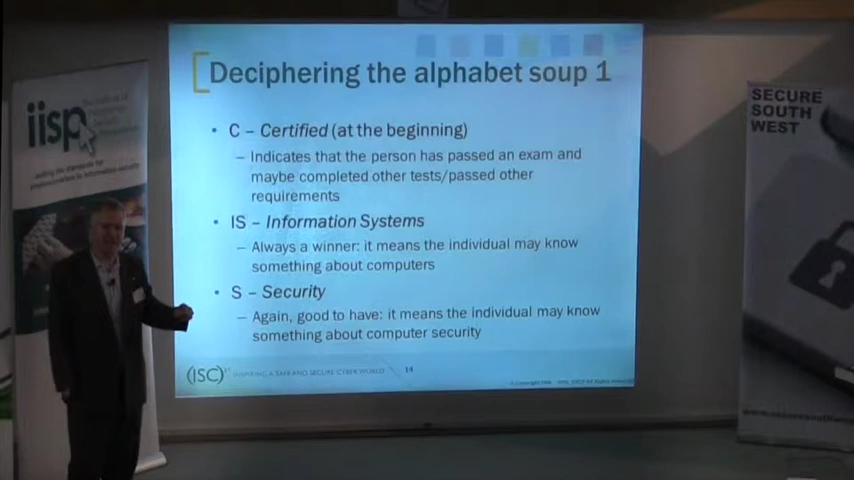 Deciphering the alphabet soup 1
• C – Certified (at the beginning)
– Indicates that the person has passed an exam and
maybe completed other tests/passed other
requirements
• IS – Information Systems
– Always a winner: it means the individual may know
something about computers
• S – Security
– Again, good to have: it means the individual may know
something about computer security
(ISC)² INSPIRING A SAFE AND SECURE CYBER WORLD 14
iisp
SECURE
SOUTH
WEST